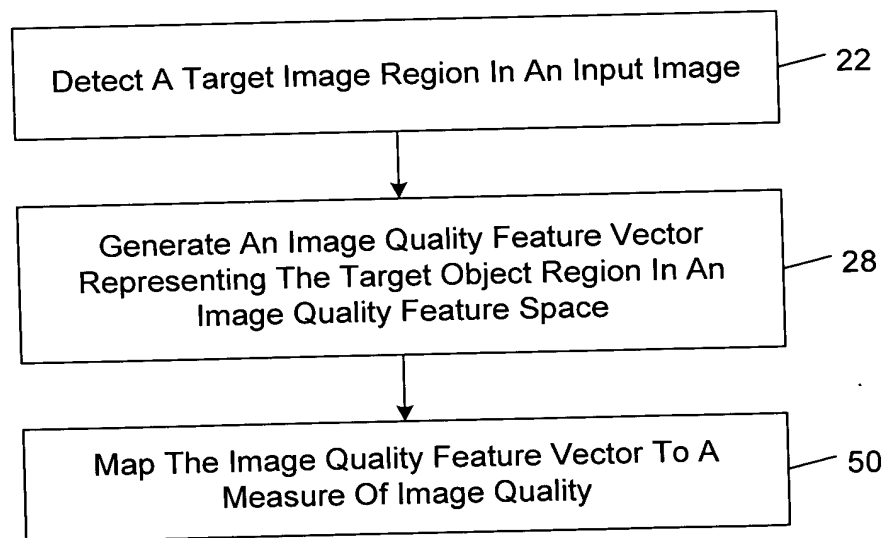 Detect A Target Image Region In An Input Image
22
Generate An Image Quality Feature Vector
Representing The Target Object Region In An
Image Quality Feature Space
28
Map The Image Quality Feature Vector To A
Measure Of Image Quality
50